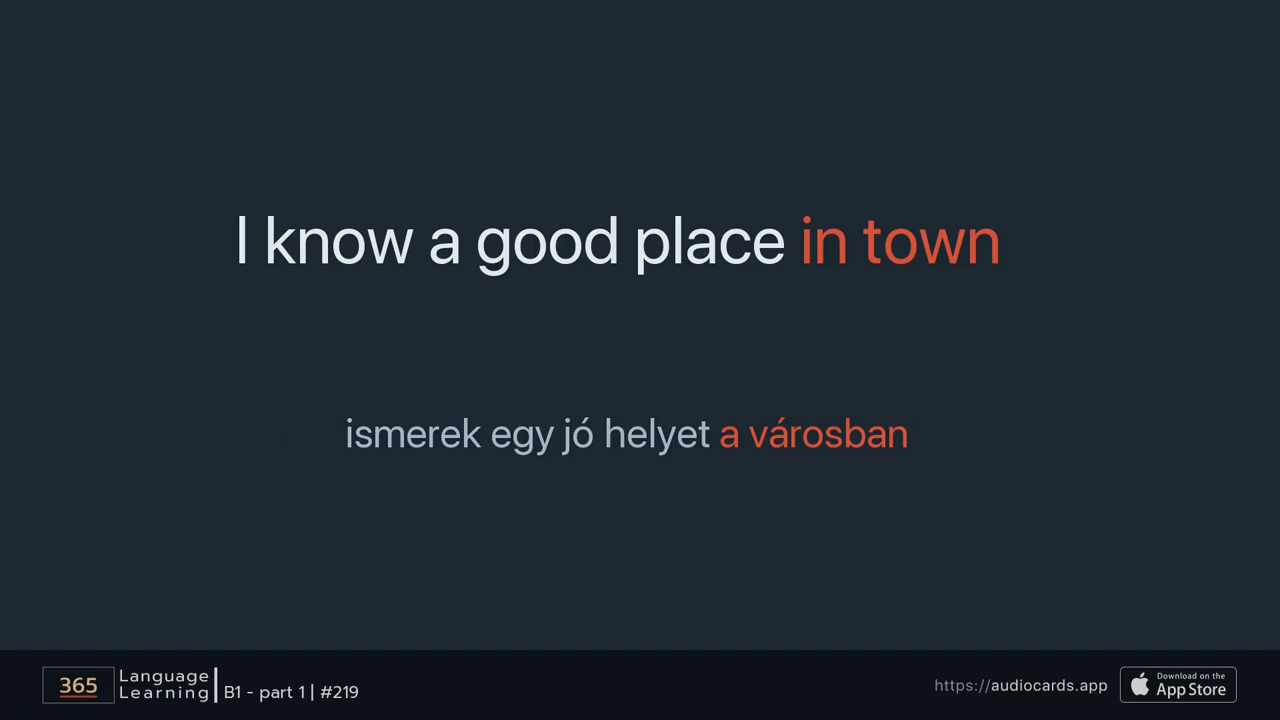 I know a good place in town
ismerek egy jó helyet a városban
365
Language
Learning
B1 - part 1 | #219
https://audiocards.app
Download on the
App Store